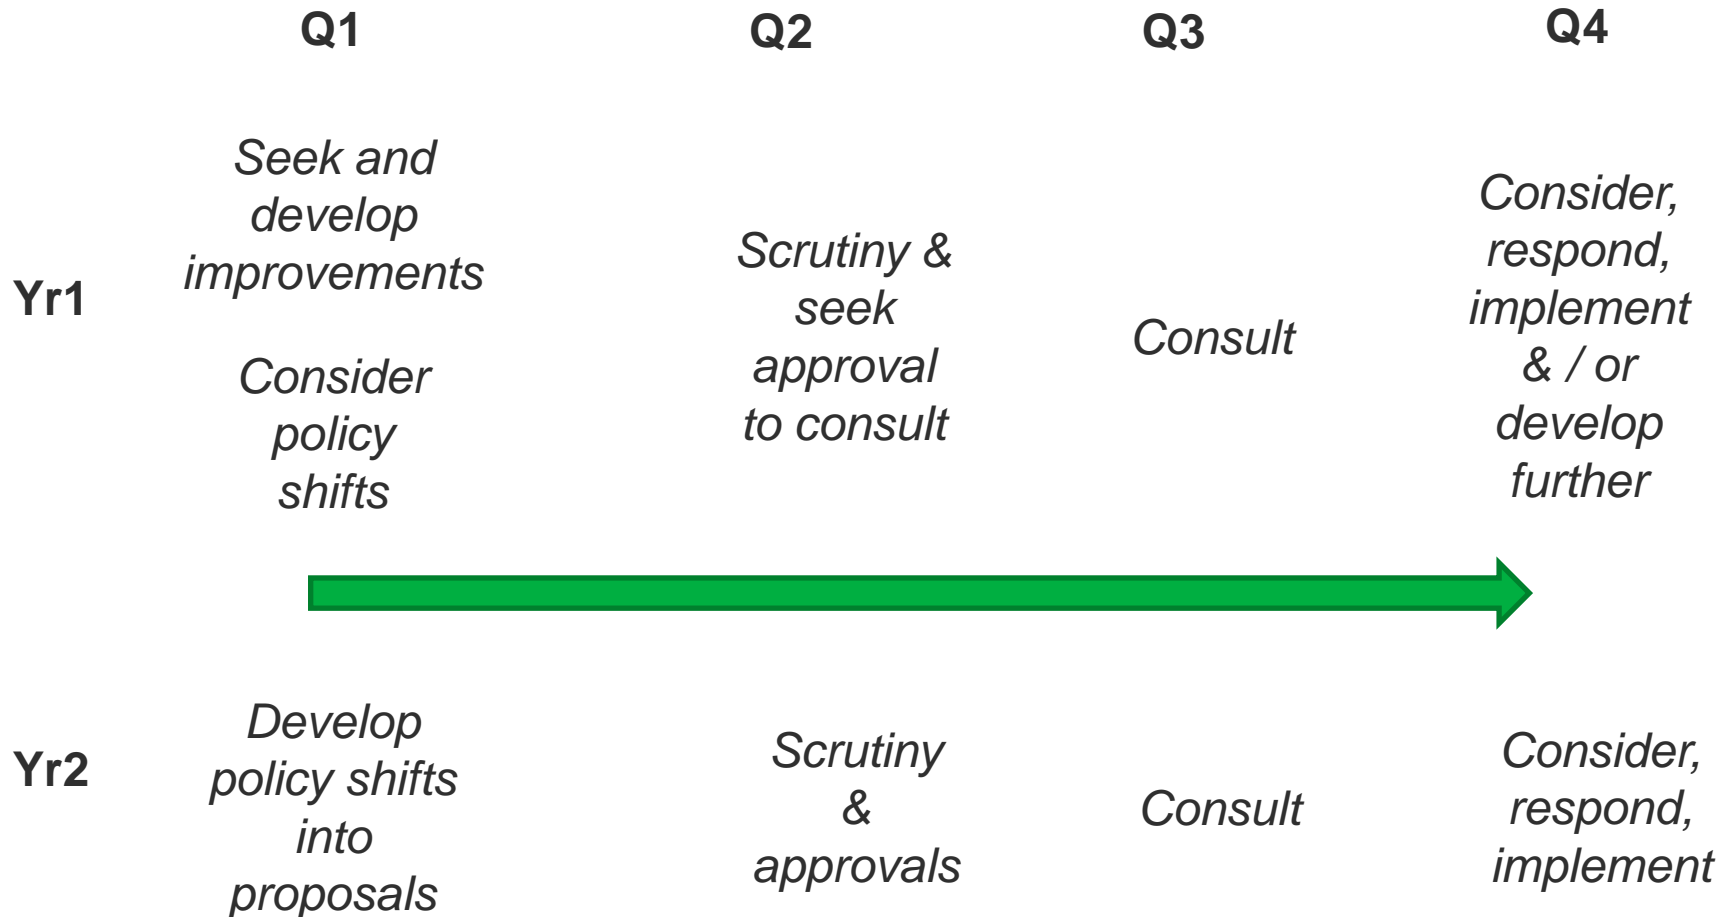 Q1 Q2 Q3 Q4
Yr1
Seek and
develop
improvements
Consider
policy
shifts
Scrutiny &
seek
approval
to consult
Consult
Consider,
respond,
implement
& / or
develop
further
Yr2
Develop
policy shifts
into
proposals
Scrutiny
&
approvals
Consult
Consider,
respond,
implement